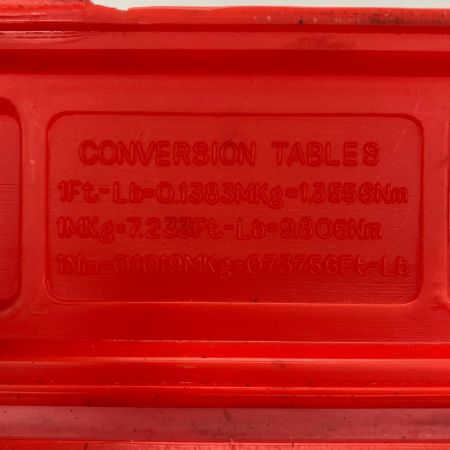 CONVERSION TABLES
1Ft-Lb=0.1383MKg=1.3556Nm
1MKg=7.233Ft-Lb=9.806Nm
1Nm=0.1019MKg=0.73756Ft-Lb